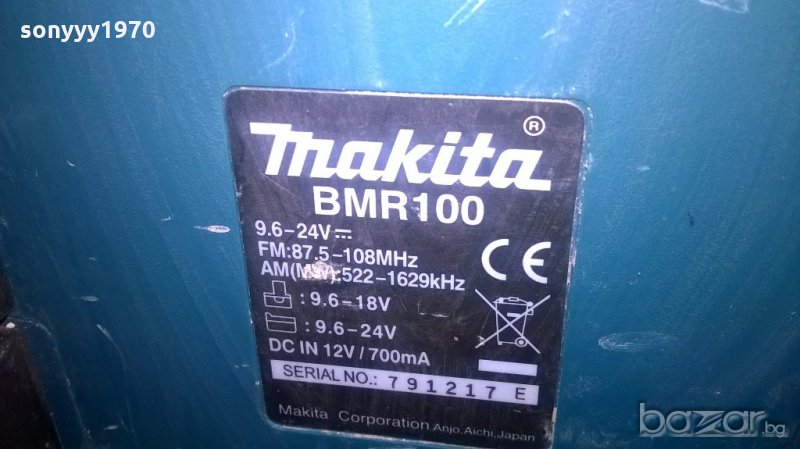 sonyyy1970
makita®
BMR100
9.6-24V⎓
FM:87.5-108MHz
AM(MW):522-1629kHz
CE
: 9.6-18V
: 9.6-24V
DC IN 12V / 700mA
SERIAL NO.: 791217 E
Makita Corporation Anjo, Aichi, Japan
bazar.bg